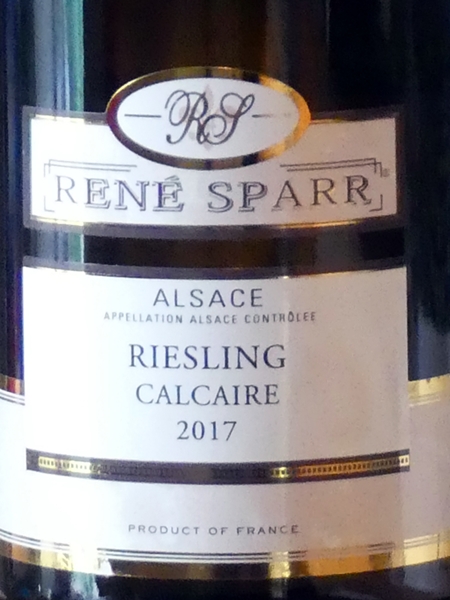 RS
RENÉ SPARR
ALSACE
APPELLATION ALSACE CONTRÔLÉE
RIESLING
CALCAIRE
2017
PRODUCT OF FRANCE